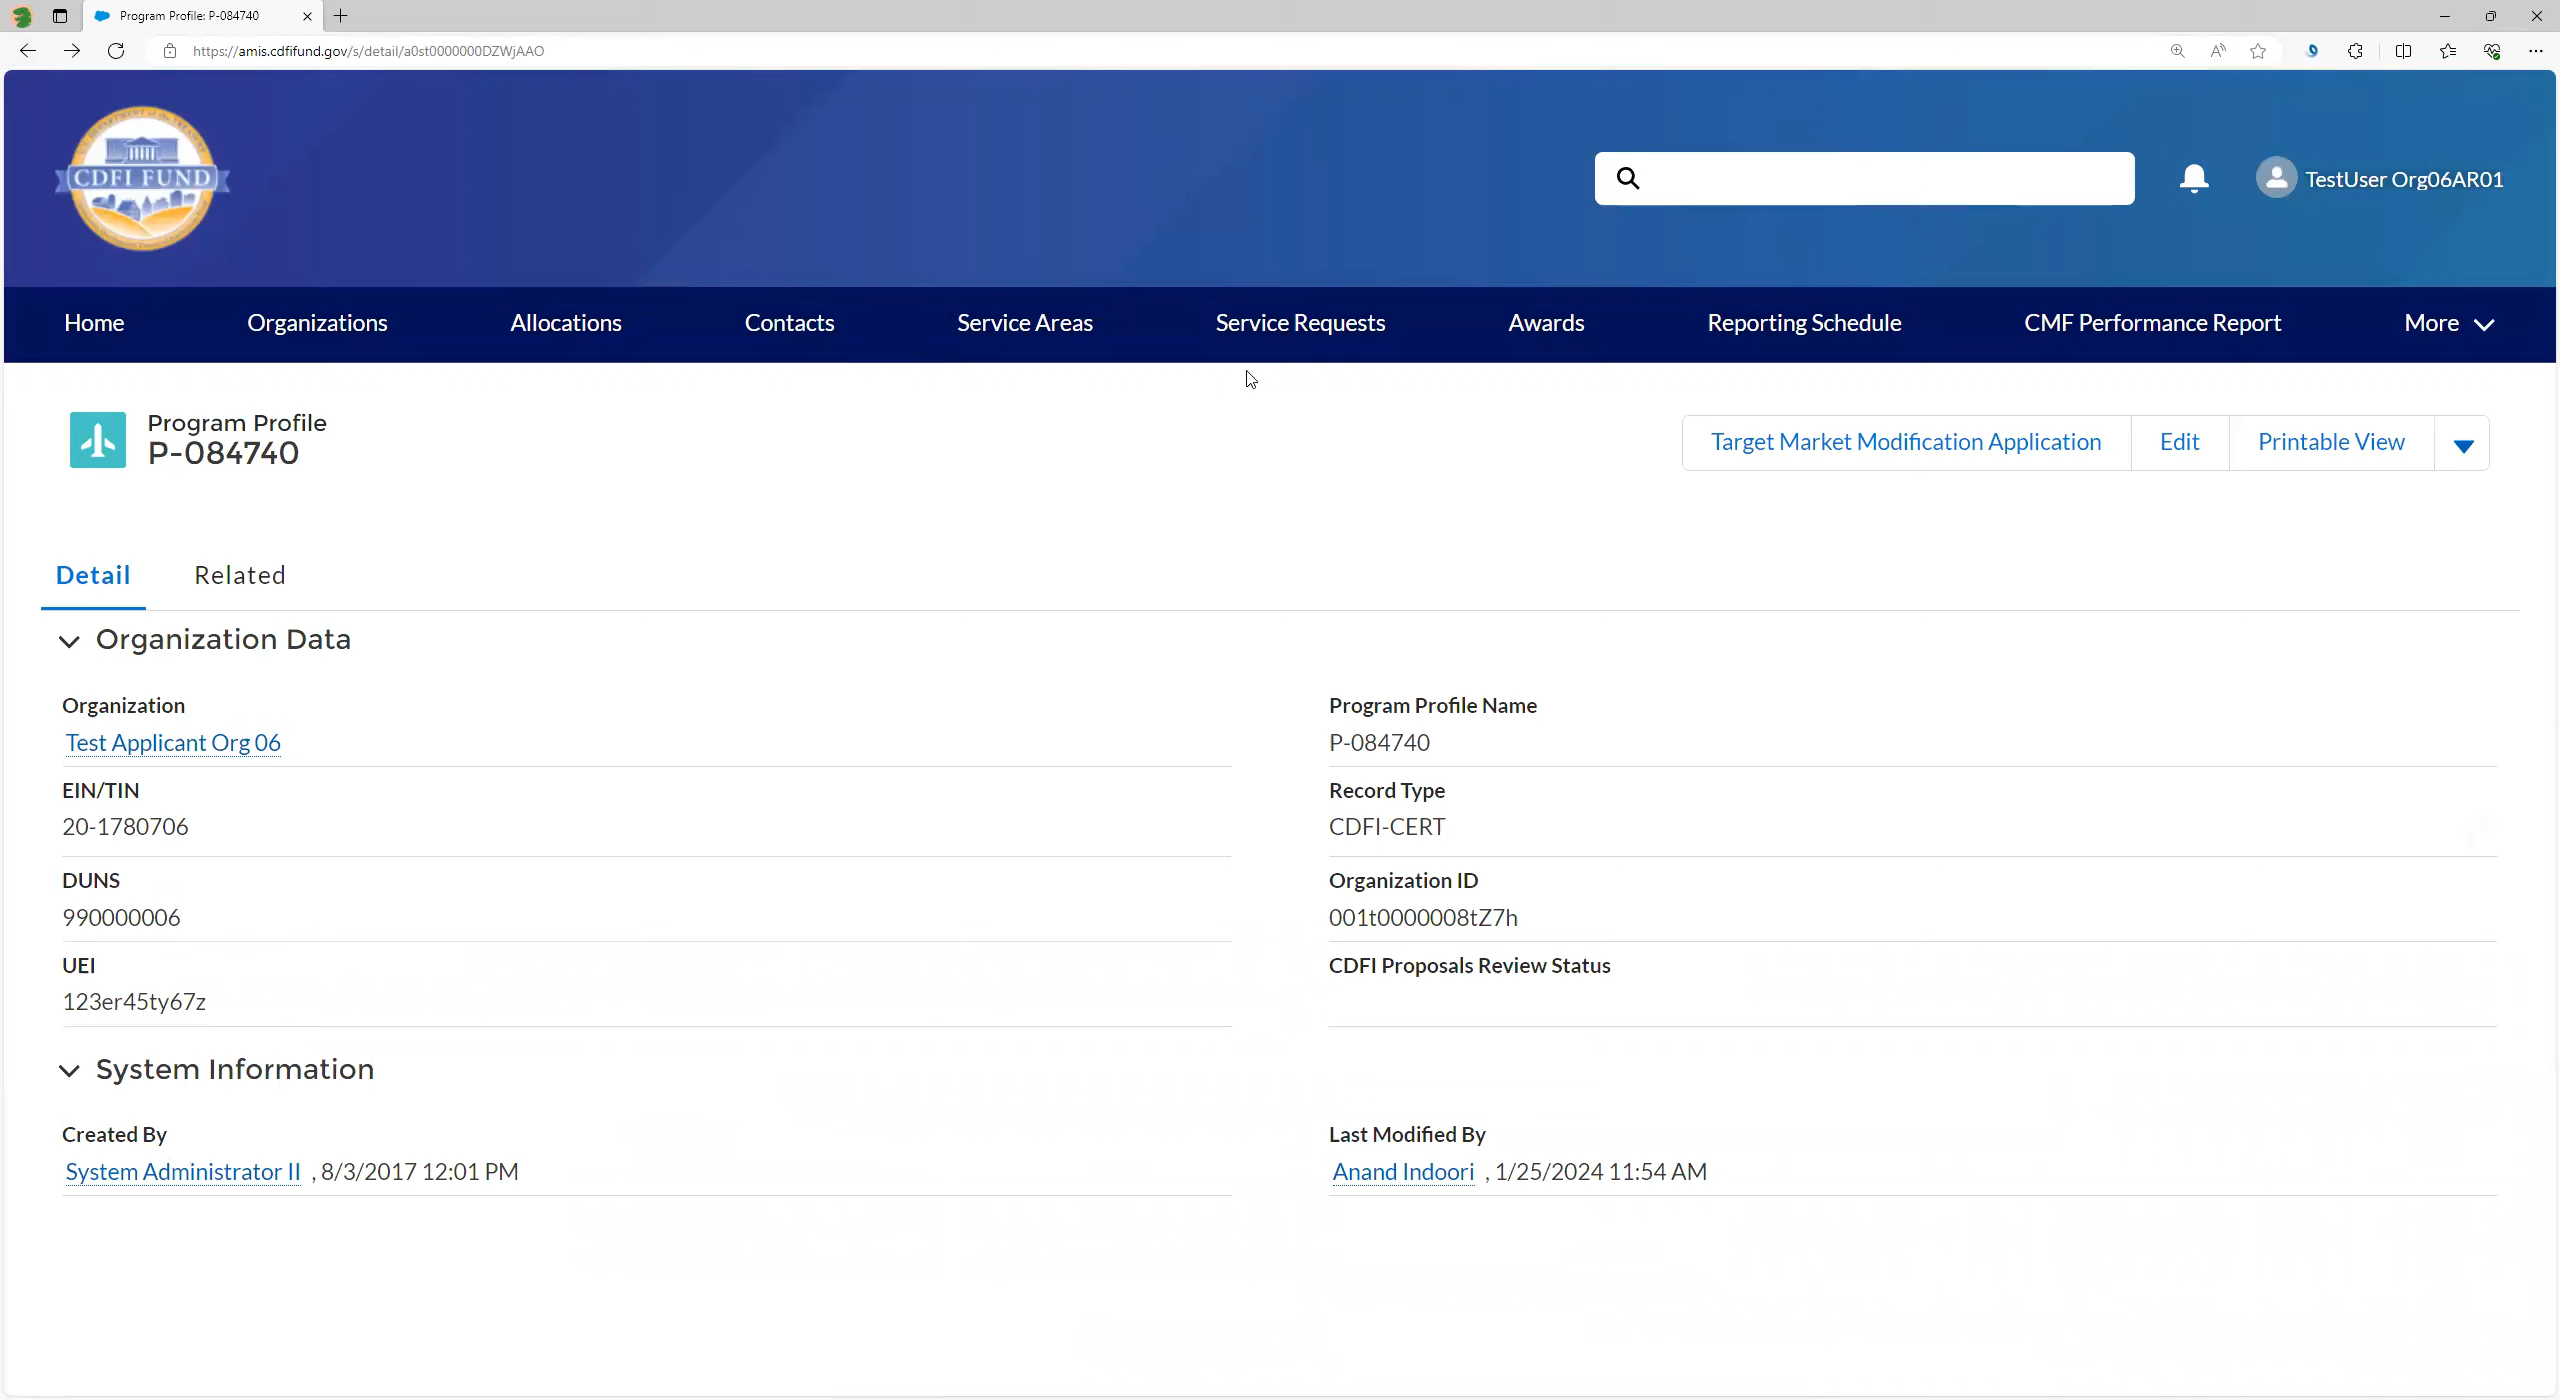 Program Profile: P-084740
https://amis.cdfifund.gov/s/detail/a0st0000000DZWjAAO
CDFI FUND
TestUser Org06AR01
Home Organizations Allocations Contacts Service Areas Service Requests Awards Reporting Schedule CMF Performance Report More
Program Profile
P-084740
Target Market Modification Application Edit Printable View
Detail Related
Organization Data
Organization
Test Applicant Org 06
Program Profile Name
P-084740
EIN/TIN
20-1780706
Record Type
CDFI-CERT
DUNS
990000006
Organization ID
001t0000008tZ7h
UEI
123er45ty67z
CDFI Proposals Review Status
System Information
Created By
System Administrator II , 8/3/2017 12:01 PM
Last Modified By
Anand Indoori , 1/25/2024 11:54 AM